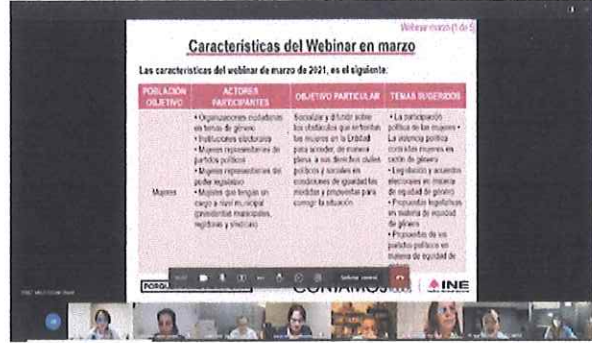 Webinar marzo (1 de 5)
Características del Webinar en marzo
Las características del webinar de marzo de 2021, es el siguiente:
POBLACIÓN OBJETIVO
ACTORES PARTICIPANTES
OBJETIVO PARTICULAR
TEMAS SUGERIDOS
Mujeres
• Organizaciones ciudadanas
en temas de género
• Instituciones electorales
• Mujeres representantes de
partidos políticos
• Mujeres representantes del
poder legislativo
• Mujeres que tengan un
cargo a nivel municipal
(presidentas municipales,
regidoras y síndicas)
Socializar y difundir sobre
los obstáculos que enfrentan
las mujeres en la Entidad
para acceder, de manera
plena, a sus derechos civiles
políticos y sociales en
condiciones de igualdad las
medidas y propuestas para
corregir la situación
• La participación
política de las mujeres •
La violencia política
contra las mujeres en
razón de género
• Legislación y acuerdos
electorales en materia
de equidad de género
• Propuestas legislativas
en materia de equidad
de género
• Propuestas de los
partidos políticos en
materia de equidad de
Solicitar control
CONTAMOS
INE